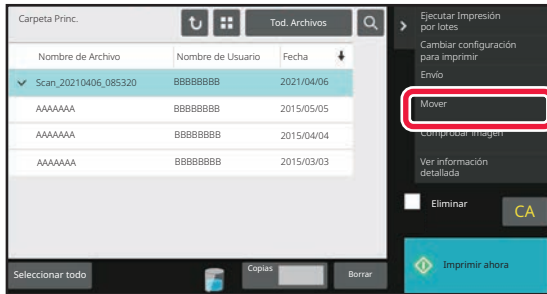 Carpeta Princ.
Tod. Archivos
Nombre de Archivo Nombre de Usuario Fecha
Scan_20210406_085320 BBBBBBBB 2021/04/06
AAAAAAA BBBBBBBB 2015/05/05
AAAAAAA BBBBBBBB 2015/04/04
AAAAAAA BBBBBBBB 2015/03/03
Seleccionar todo
Copias
Borrar
Ejecutar Impresión
por lotes
Cambiar configuración
para imprimir
Envío
Mover
Comprobar imagen
Ver información
detallada
Eliminar
CA
Imprimir ahora